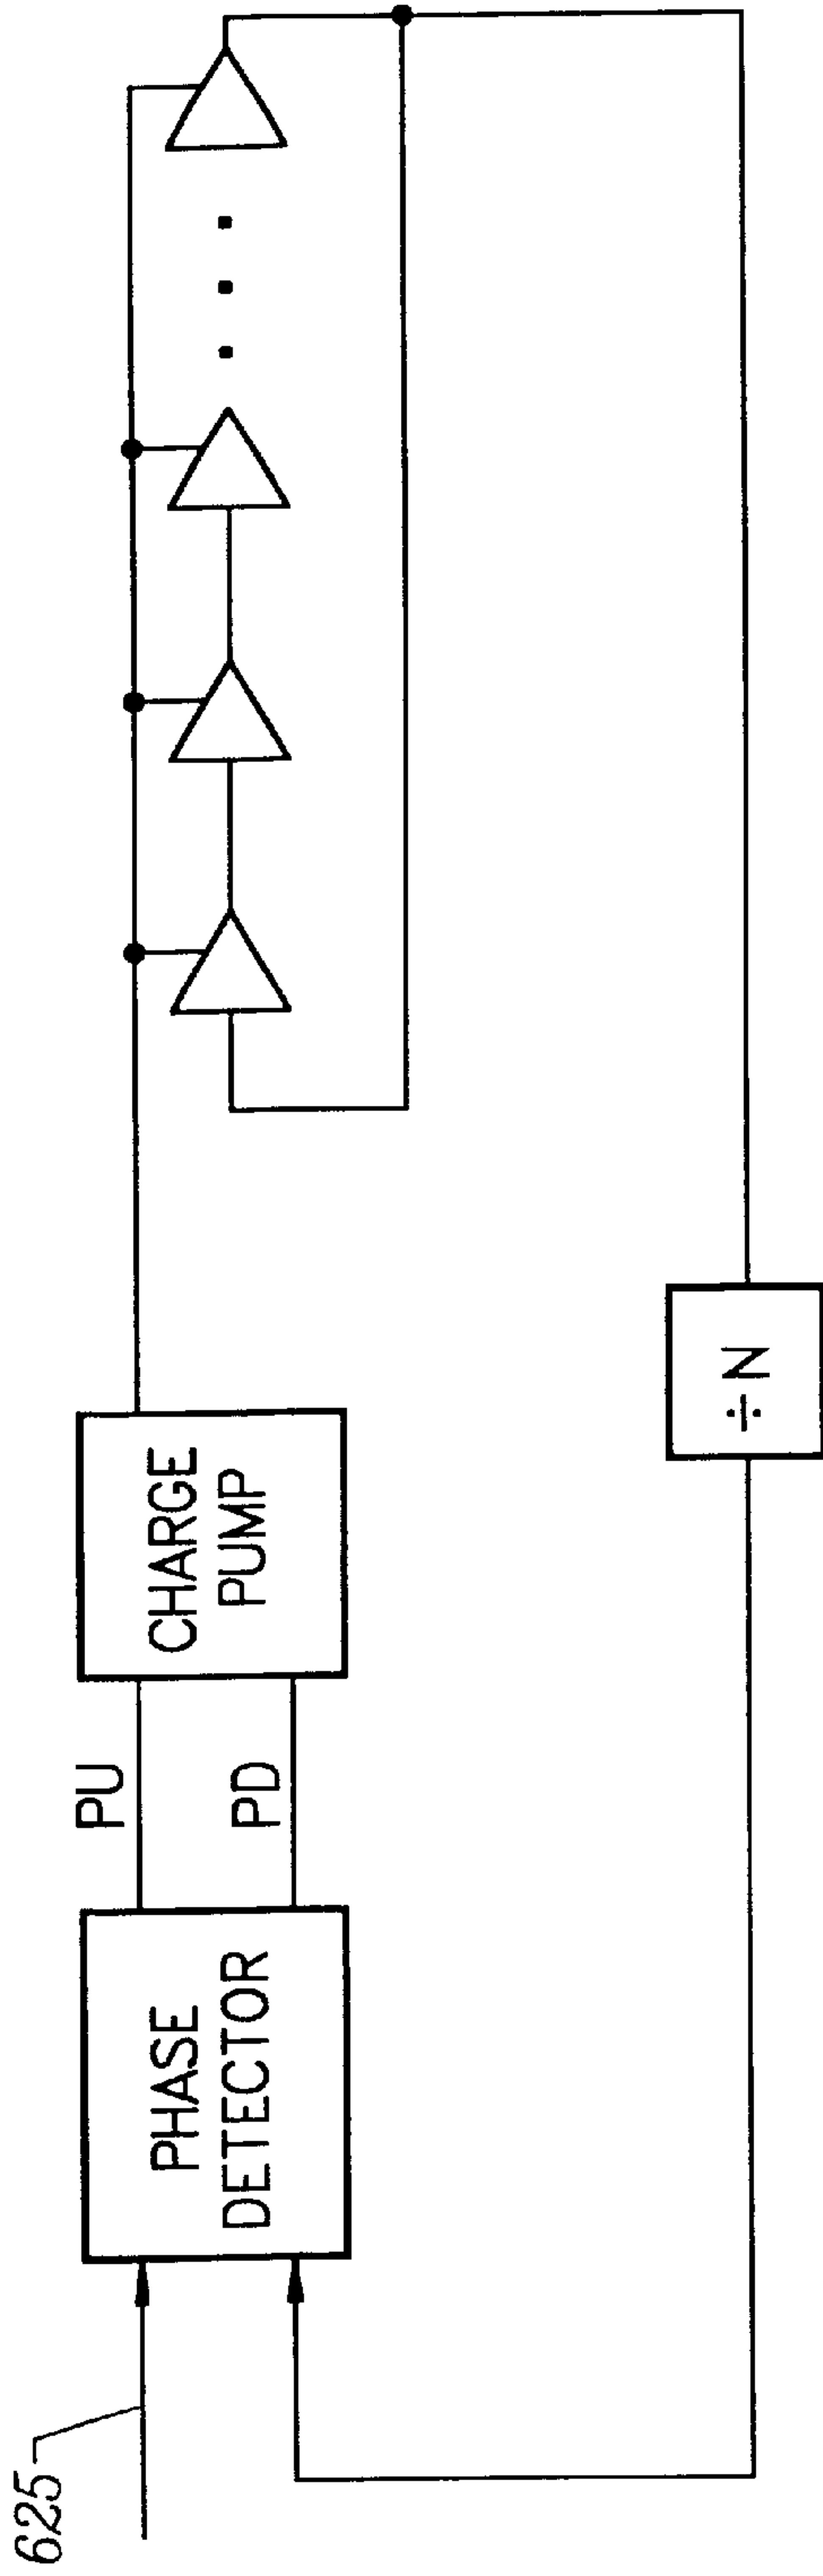 625
PHASE
DETECTOR
PU
PD
CHARGE
PUMP
÷N